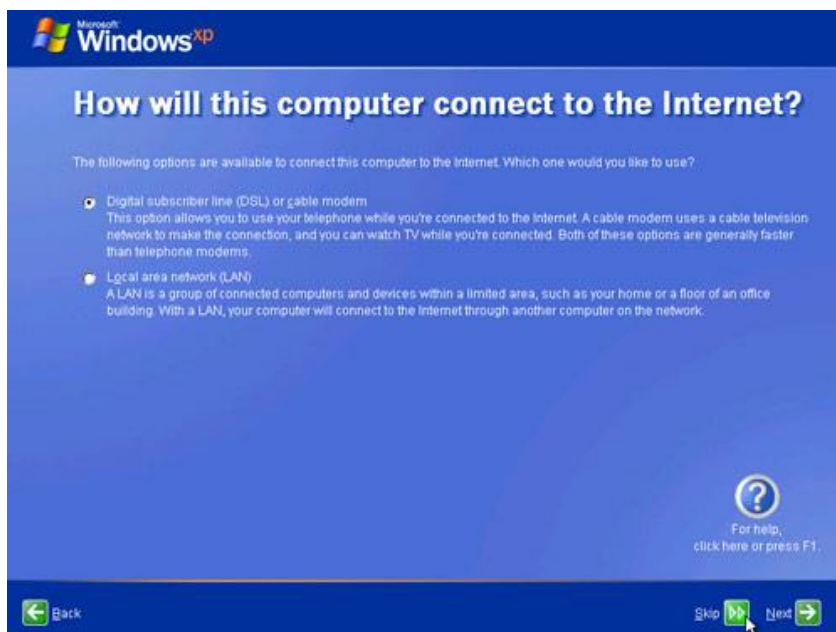 Microsoft
Windows xp
How will this computer connect to the Internet?
The following options are available to connect this computer to the Internet. Which one would you like to use?
Digital subscriber line (DSL) or cable modem
This option allows you to use your telephone while you're connected to the Internet. A cable modem uses a cable television
network to make the connection, and you can watch TV while you're connected. Both of these options are generally faster
than telephone modems.
Local area network (LAN)
A LAN is a group of connected computers and devices within a limited area, such as your home or a floor of an office
building. With a LAN, your computer will connect to the Internet through another computer on the network.
For help,
click here or press F1.
Back
Skip
Next